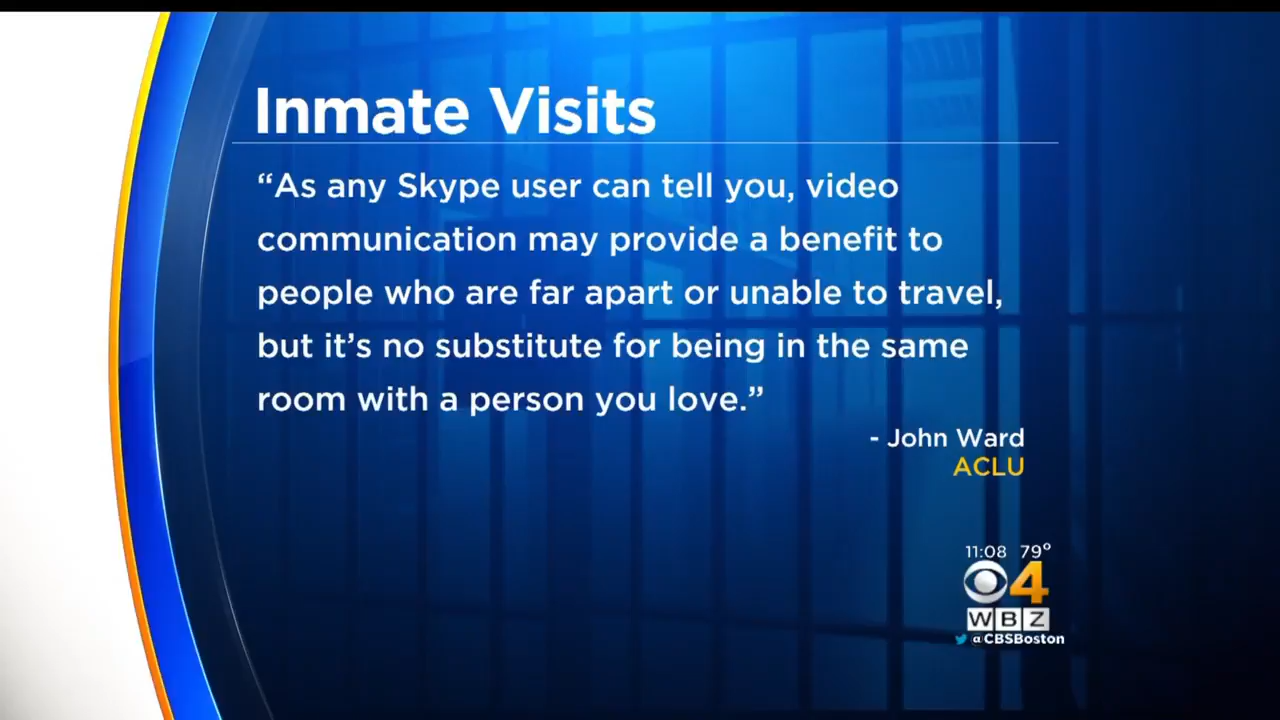 Inmate Visits
“As any Skype user can tell you, video
communication may provide a benefit to
people who are far apart or unable to travel,
but it’s no substitute for being in the same
room with a person you love.”
- John Ward
ACLU
11:08 79°
4
WBZ
@CBSBoston